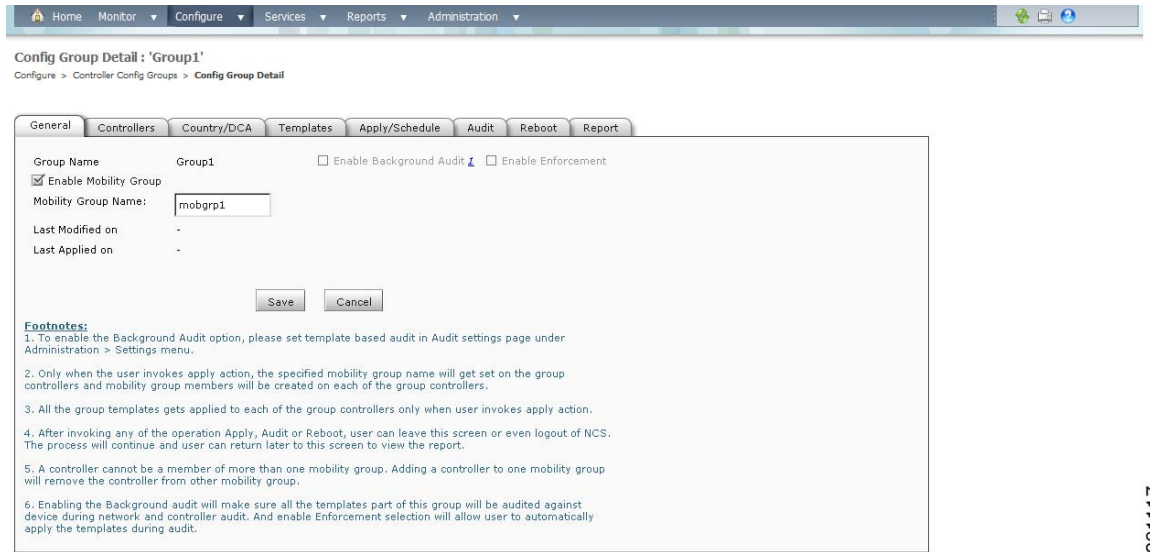 Home Monitor Configure Services Reports Administration
Config Group Detail : 'Group1'
Configure > Controller Config Groups > Config Group Detail
General Controllers Country/DCA Templates Apply/Schedule Audit Reboot Report
Group Name Group1 Enable Background Audit 1 Enable Enforcement
Enable Mobility Group
Mobility Group Name: mobgrp1
Last Modified on -
Last Applied on -
Save Cancel
Footnotes:
1. To enable the Background Audit option, please set template based audit in Audit settings page under
Administration > Settings menu.
2. Only when the user invokes apply action, the specified mobility group name will get set on the group
controllers and mobility group members will be created on each of the group controllers.
3. All the group templates gets applied to each of the group controllers only when user invokes apply action.
4. After invoking any of the operation Apply, Audit or Reboot, user can leave this screen or even logout of NCS.
The process will continue and user can return later to this screen to view the report.
5. A controller cannot be a member of more than one mobility group. Adding a controller to one mobility group
will remove the controller from other mobility group.
6. Enabling the Background audit will make sure all the templates part of this group will be audited against
device during network and controller audit. And enable Enforcement selection will allow user to automatically
apply the templates during audit.